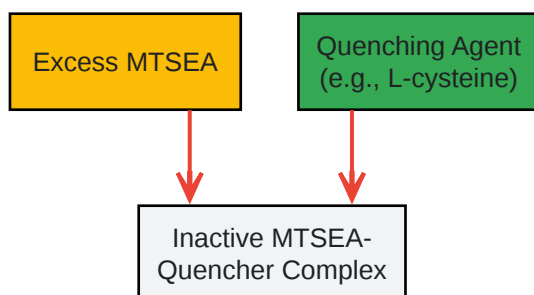 Excess MTSEA
Quenching Agent
(e.g., L-cysteine)
Inactive MTSEA-
Quencher Complex